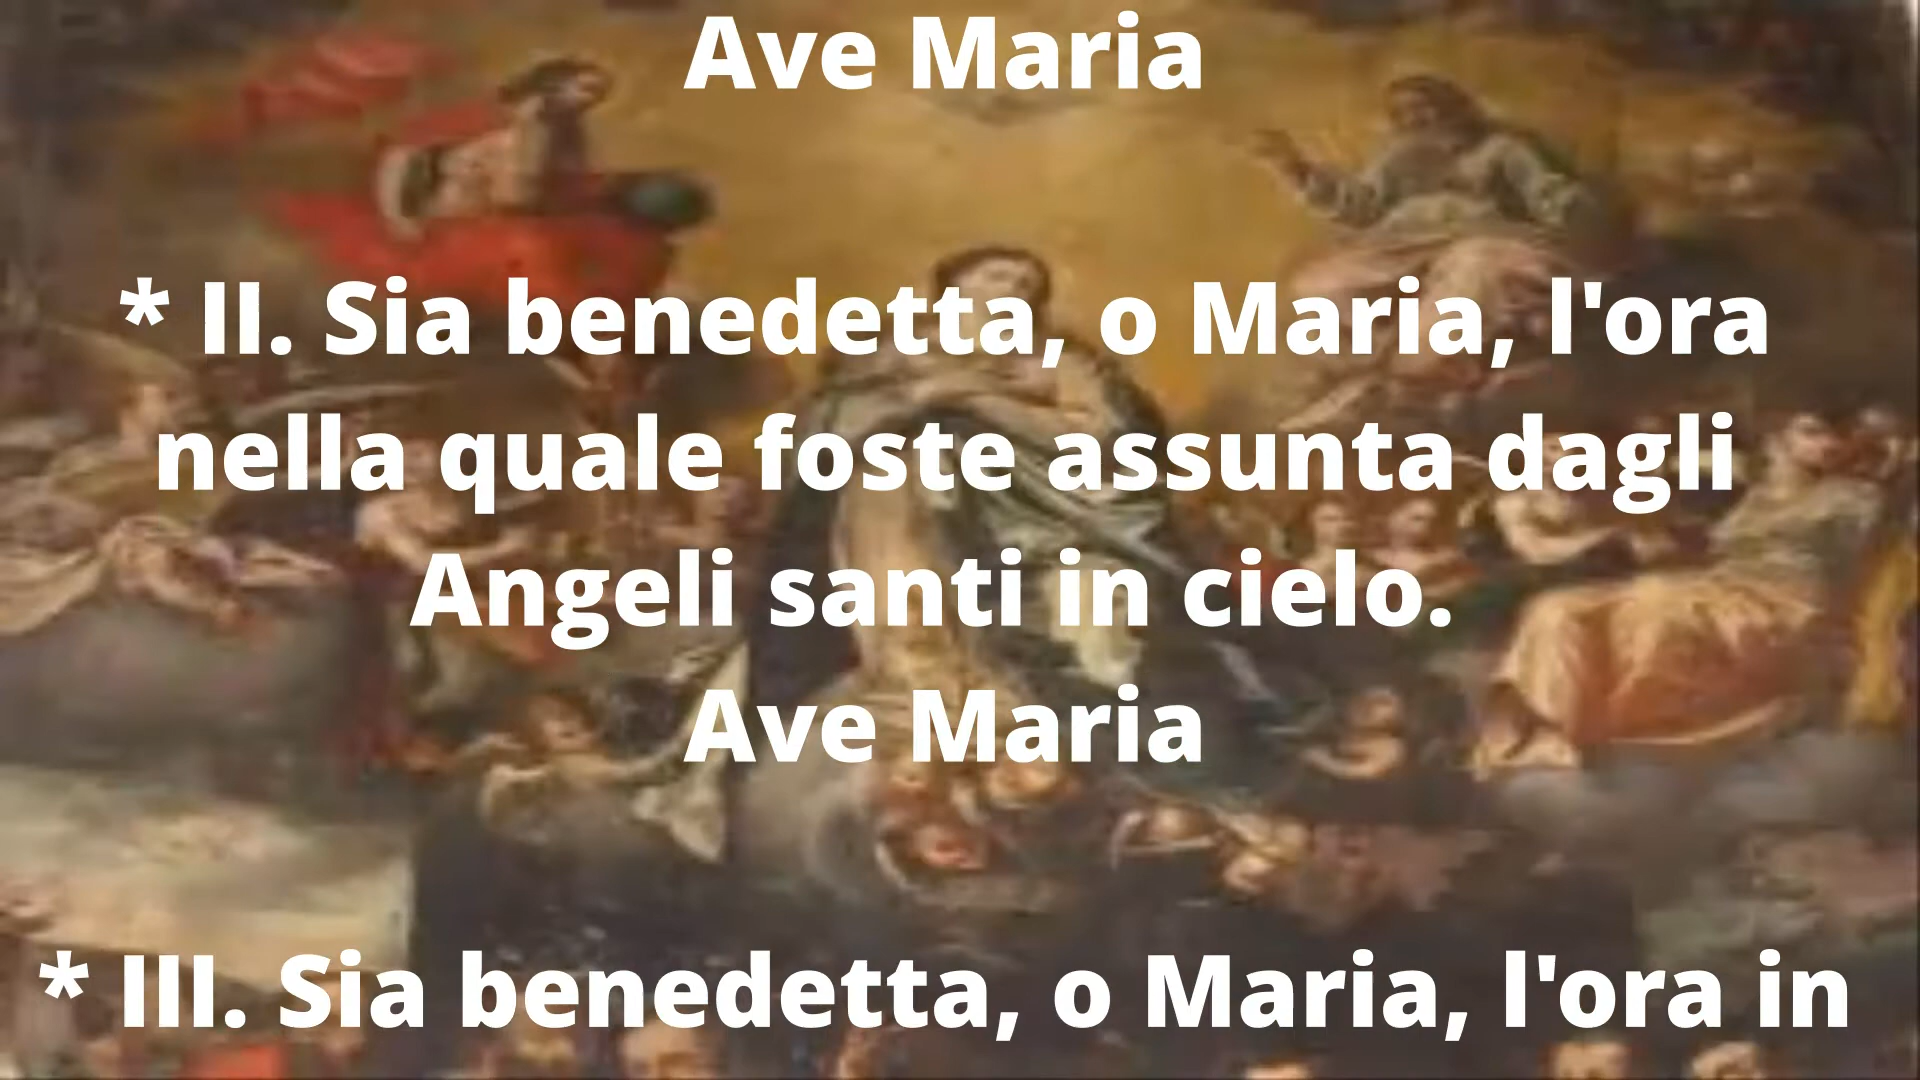 Ave Maria
* II. Sia benedetta, o Maria, l'ora
nella quale foste assunta dagli
Angeli santi in cielo.
Ave Maria
* III. Sia benedetta, o Maria, l'ora in